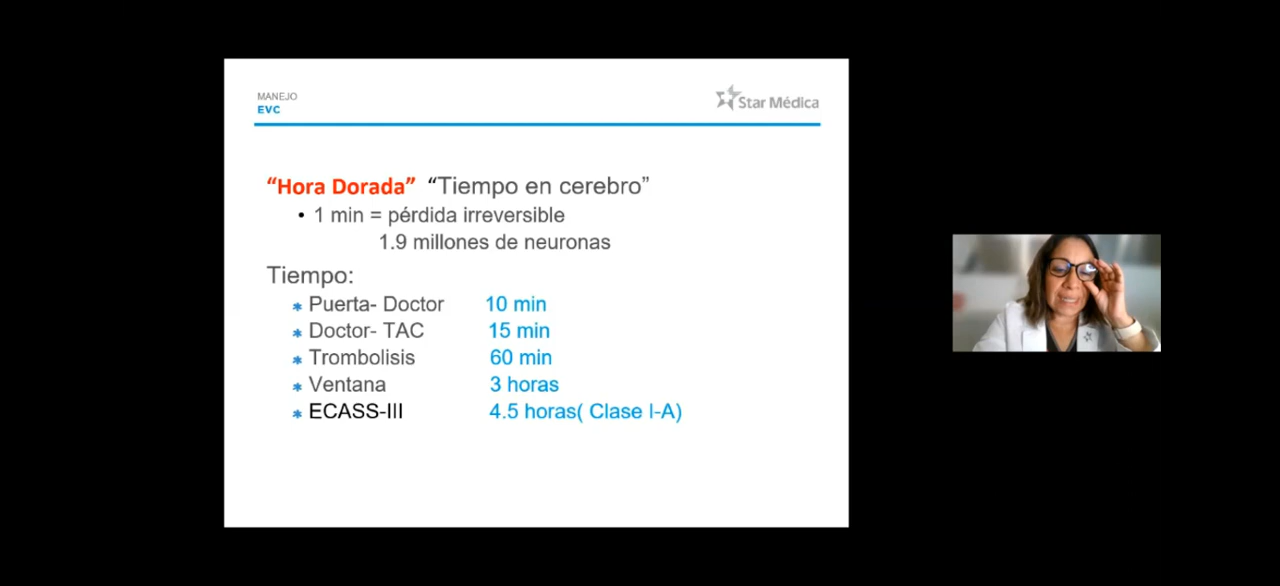 MANEJO
EVC
Star Médica
“Hora Dorada” “Tiempo en cerebro”
• 1 min = pérdida irreversible
1.9 millones de neuronas
Tiempo:
* Puerta- Doctor 10 min
* Doctor- TAC 15 min
* Trombolisis 60 min
* Ventana 3 horas
* ECASS-III 4.5 horas( Clase I-A)